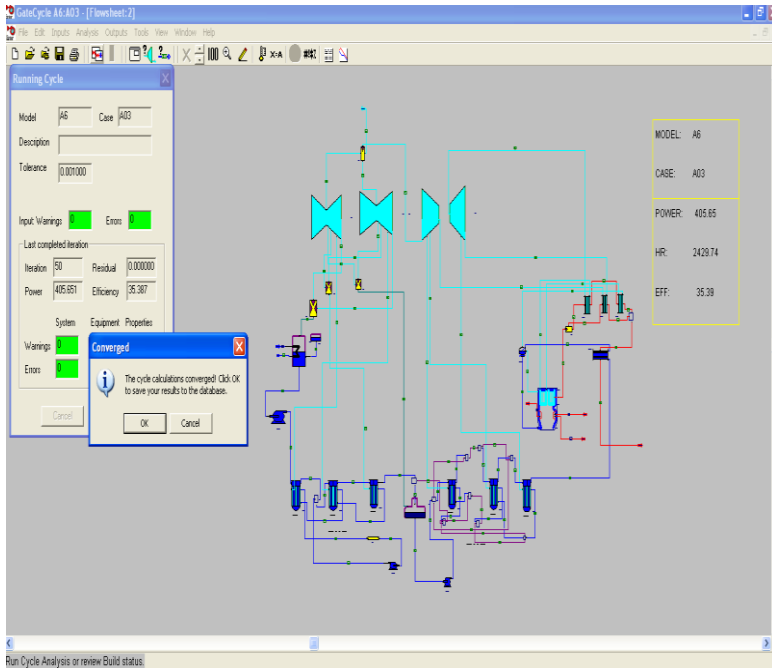 GateCycle A6:A03 - [Flowsheet:2]
File Edit Inputs Analysis Outputs Tools View Window Help
100
X=A
Running Cycle
Model A6 Case A03
Description
Tolerance 0.001000
Input Warnings 0 Errors 0
Last completed iteration
Iteration 50 Residual 0.000000
Power 405.651 Efficiency 35.387
System Equipment Properties
Warnings 0
Errors 0
Cancel
Converged
The cycle calculations converged! Click OK
to save your results to the database.
OK Cancel
MODEL: A6
CASE: A03
POWER: 405.65
HR: 2429.74
EFF: 35.39
Run Cycle Analysis or review Build status.